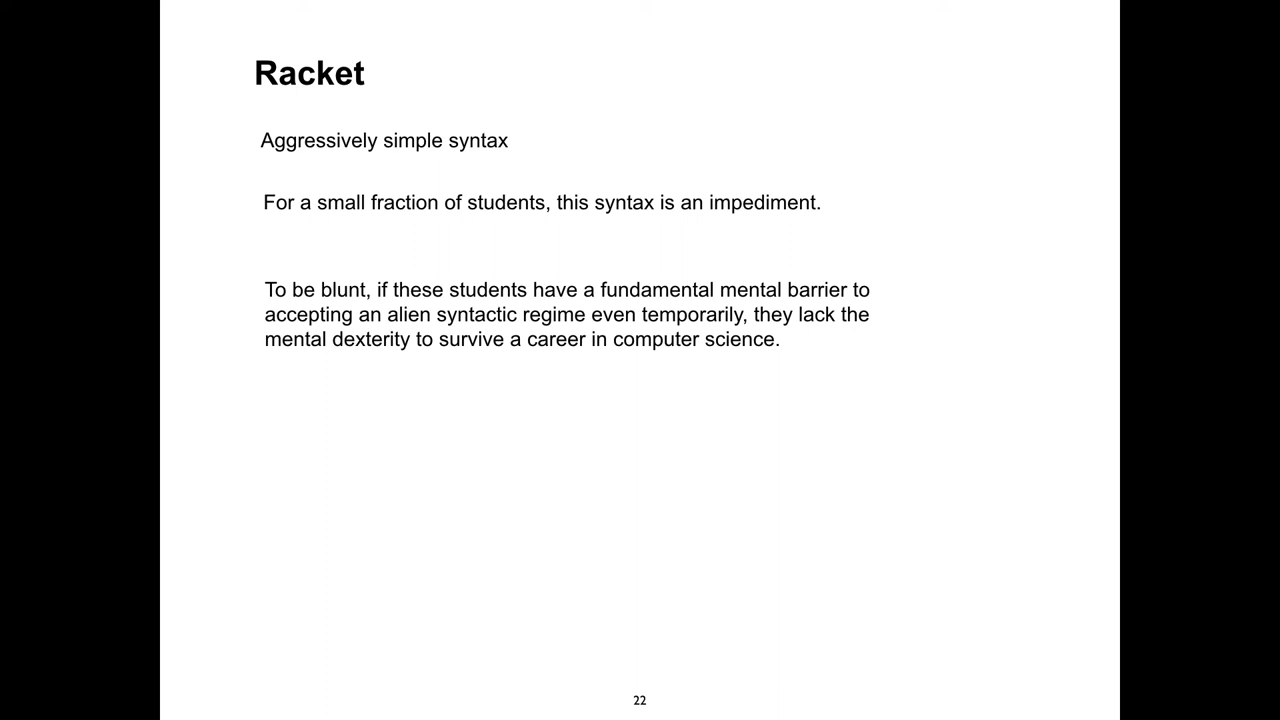 Racket
Aggressively simple syntax
For a small fraction of students, this syntax is an impediment.
To be blunt, if these students have a fundamental mental barrier to
accepting an alien syntactic regime even temporarily, they lack the
mental dexterity to survive a career in computer science.
22